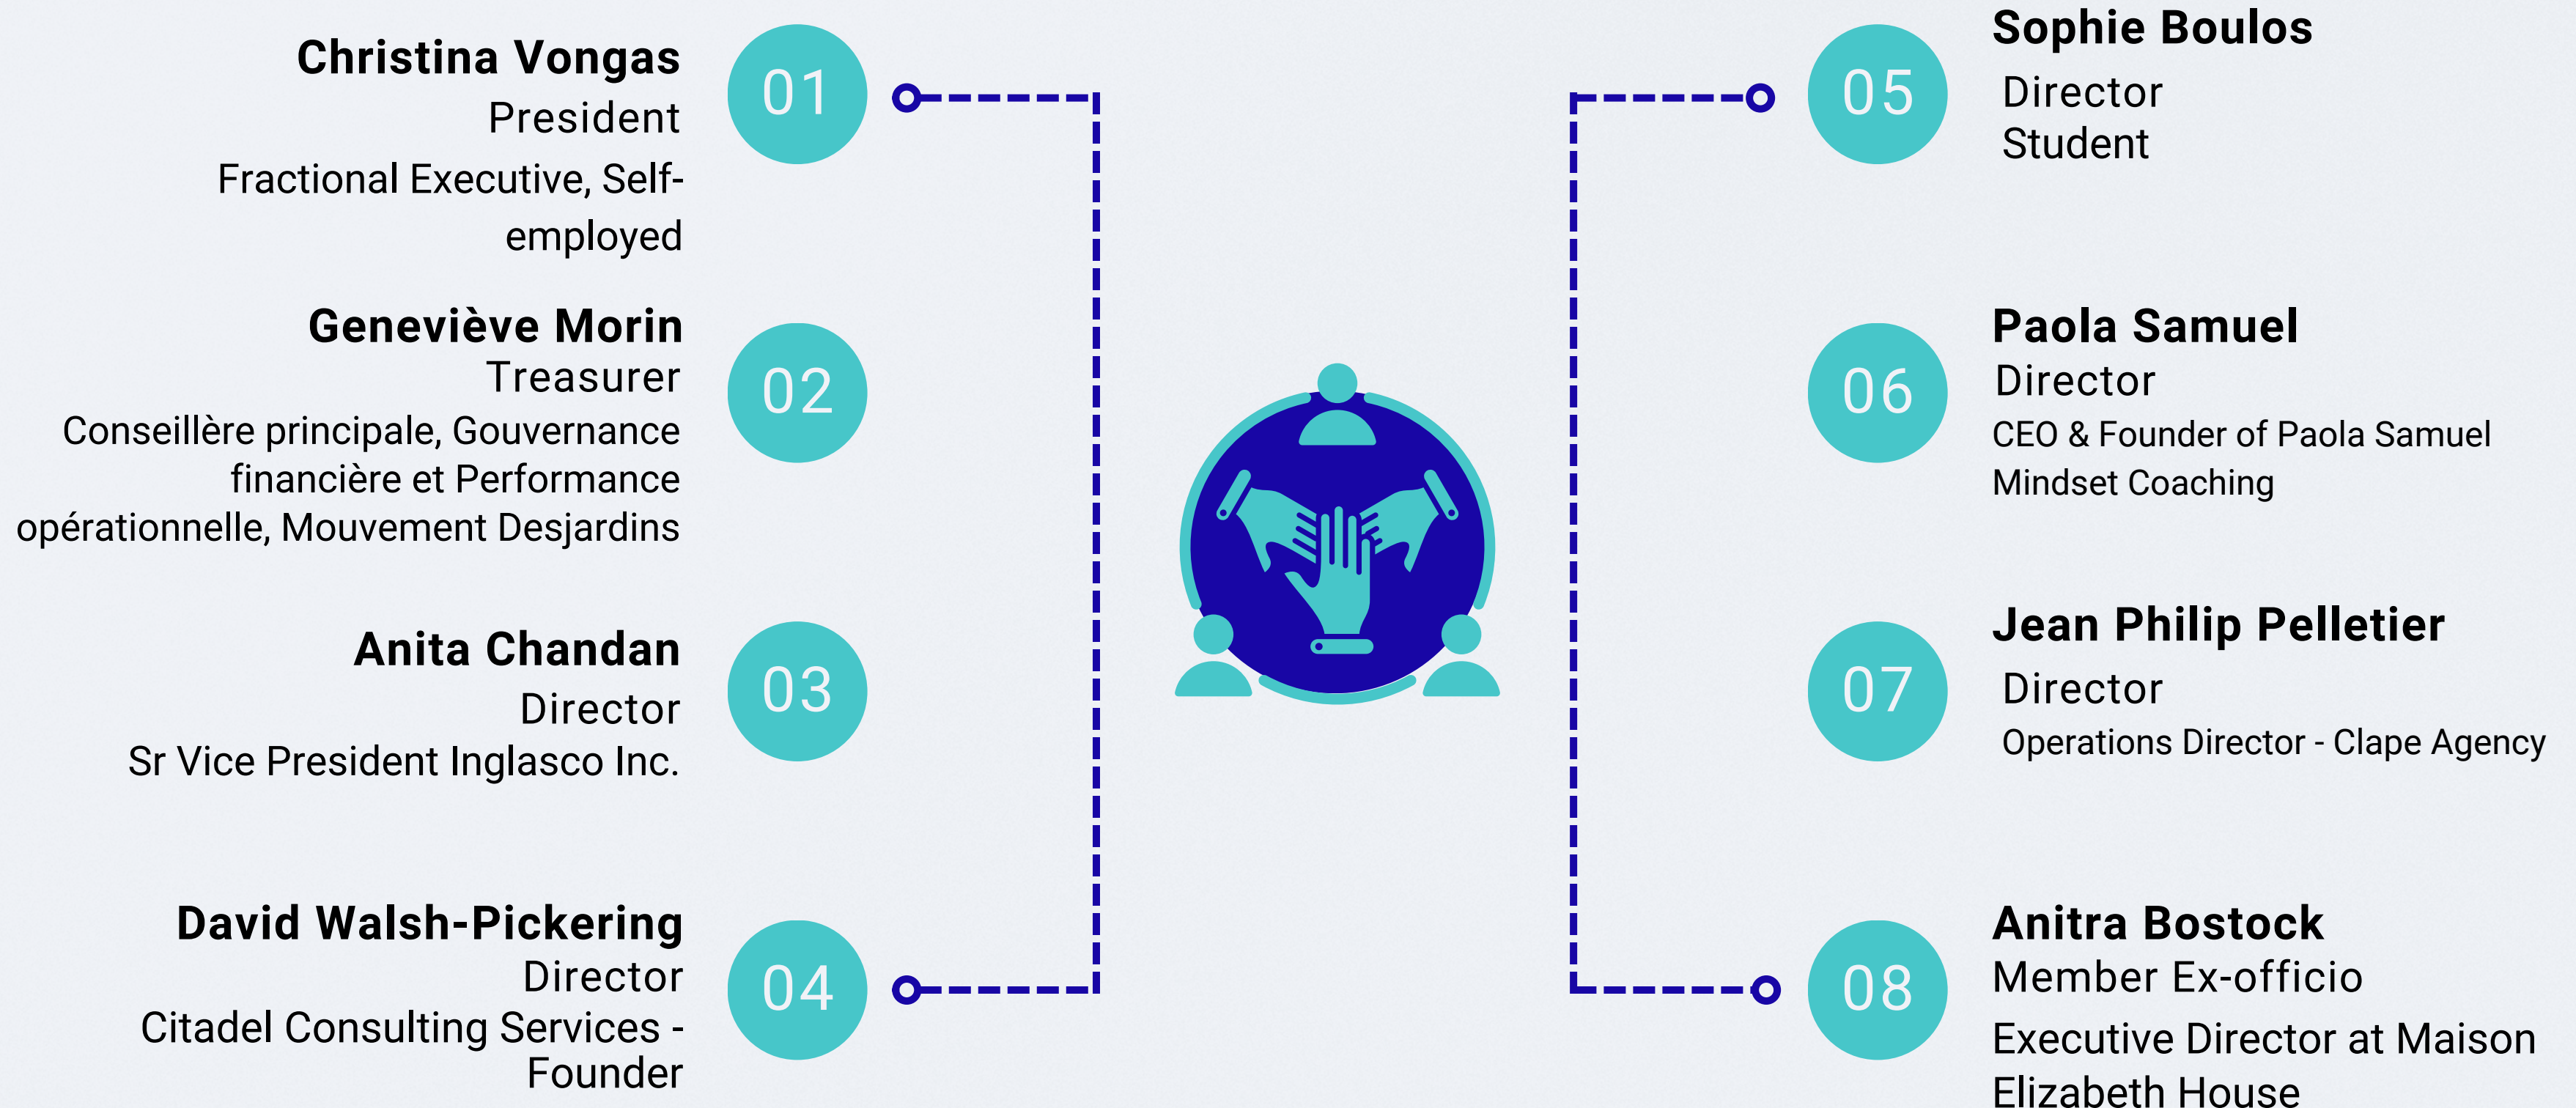 Christina Vongas
President
Fractional Executive, Self-
employed
01
Geneviève Morin
Treasurer
Conseillère principale, Gouvernance
financière et Performance
opérationnelle, Mouvement Desjardins
02
Anita Chandan
Director
Sr Vice President Inglasco Inc.
03
David Walsh-Pickering
Director
Citadel Consulting Services -
Founder
04
05
Sophie Boulos
Director
Student
06
Paola Samuel
Director
CEO & Founder of Paola Samuel
Mindset Coaching
07
Jean Philip Pelletier
Director
Operations Director - Clape Agency
08
Anitra Bostock
Member Ex-officio
Executive Director at Maison
Elizabeth House